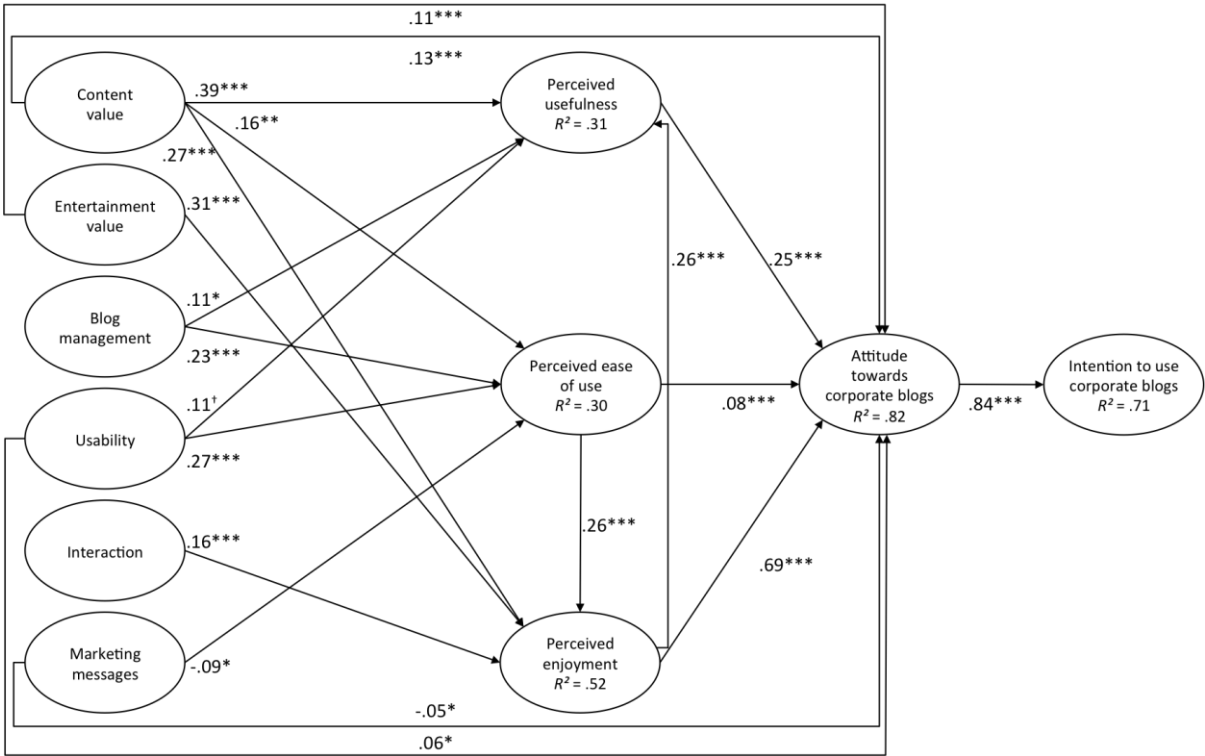 .11***
.13***
Content
value
.39***
.16**
.27***
Perceived
usefulness
R² = .31
Entertainment
value
.31***
.26***
.25***
Blog
management
.11*
.23***
Perceived ease
of use
R² = .30
.08***
Attitude
towards
corporate blogs
R² = .82
.84***
Intention to use
corporate blogs
R² = .71
Usability
.11†
.27***
Interaction
.16***
.26***
.69***
Marketing
messages
-.09*
Perceived
enjoyment
R² = .52
-.05*
.06*